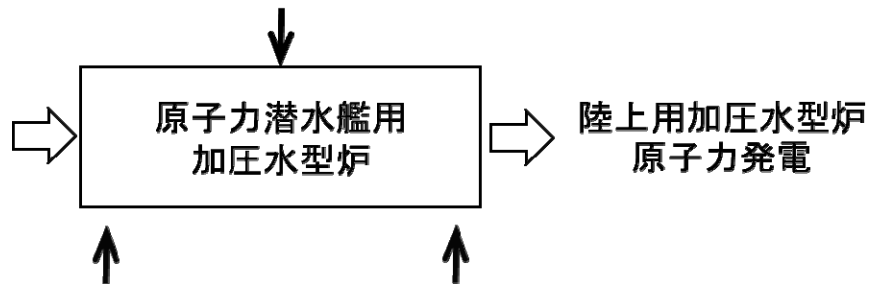 原子力潜水艦用
加圧水型炉
陸上用加圧水型炉
原子力発電